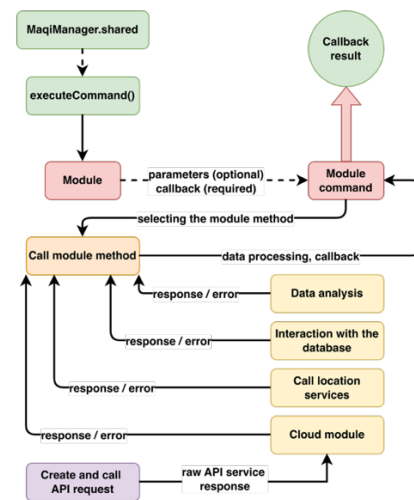 MaqiManager.shared
Callback
result
executeCommand()
Module
parameters (optional)
callback (required)
Module
command
selecting the module method
Call module method
data processing, callback
response / error
Data analysis
response / error
Interaction with the
database
response / error
Call location
services
response / error
Cloud module
Create and call
API request
raw API service
response